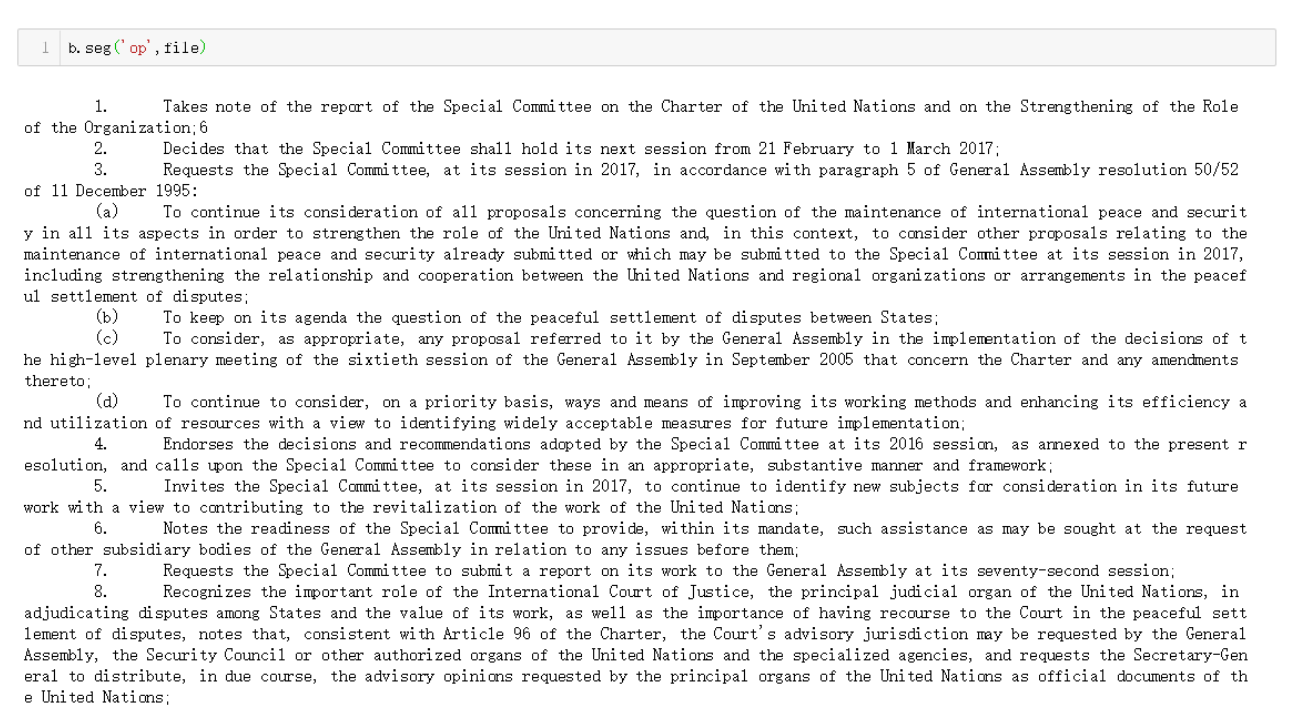 1 b.seg('op',file)
1. Takes note of the report of the Special Committee on the Charter of the United Nations and on the Strengthening of the Role
of the Organization;6
2. Decides that the Special Committee shall hold its next session from 21 February to 1 March 2017;
3. Requests the Special Committee, at its session in 2017, in accordance with paragraph 5 of General Assembly resolution 50/52
of 11 December 1995:
(a) To continue its consideration of all proposals concerning the question of the maintenance of international peace and securit
y in all its aspects in order to strengthen the role of the United Nations and, in this context, to consider other proposals relating to the
maintenance of international peace and security already submitted or which may be submitted to the Special Committee at its session in 2017,
including strengthening the relationship and cooperation between the United Nations and regional organizations or arrangements in the peacef
ul settlement of disputes;
(b) To keep on its agenda the question of the peaceful settlement of disputes between States;
(c) To consider, as appropriate, any proposal referred to it by the General Assembly in the implementation of the decisions of t
he high-level plenary meeting of the sixtieth session of the General Assembly in September 2005 that concern the Charter and any amendments
thereto;
(d) To continue to consider, on a priority basis, ways and means of improving its working methods and enhancing its efficiency a
nd utilization of resources with a view to identifying widely acceptable measures for future implementation;
4. Endorses the decisions and recommendations adopted by the Special Committee at its 2016 session, as annexed to the present r
esolution, and calls upon the Special Committee to consider these in an appropriate, substantive manner and framework;
5. Invites the Special Committee, at its session in 2017, to continue to identify new subjects for consideration in its future
work with a view to contributing to the revitalization of the work of the United Nations;
6. Notes the readiness of the Special Committee to provide, within its mandate, such assistance as may be sought at the request
of other subsidiary bodies of the General Assembly in relation to any issues before them;
7. Requests the Special Committee to submit a report on its work to the General Assembly at its seventy-second session;
8. Recognizes the important role of the International Court of Justice, the principal judicial organ of the United Nations, in
adjudicating disputes among States and the value of its work, as well as the importance of having recourse to the Court in the peaceful sett
lement of disputes, notes that, consistent with Article 96 of the Charter, the Court's advisory jurisdiction may be requested by the General
Assembly, the Security Council or other authorized organs of the United Nations and the specialized agencies, and requests the Secretary-Gen
eral to distribute, in due course, the advisory opinions requested by the principal organs of the United Nations as official documents of th
e United Nations;